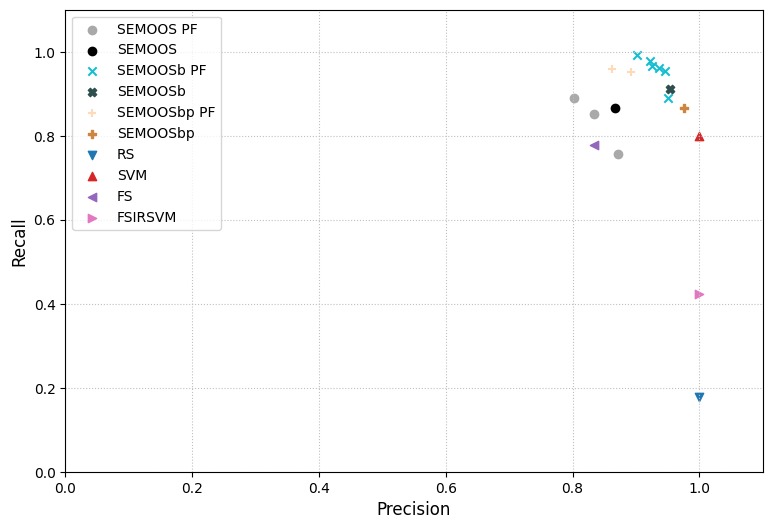 SEMOOS PF
SEMOOS
SEMOOSb PF
SEMOOSb
SEMOOSbp PF
SEMOOSbp
RS
SVM
FS
FSIRSVM
1.0
0.8
0.6
0.4
0.2
0.0
Recall
0.0 0.2 0.4 0.6 0.8 1.0
Precision